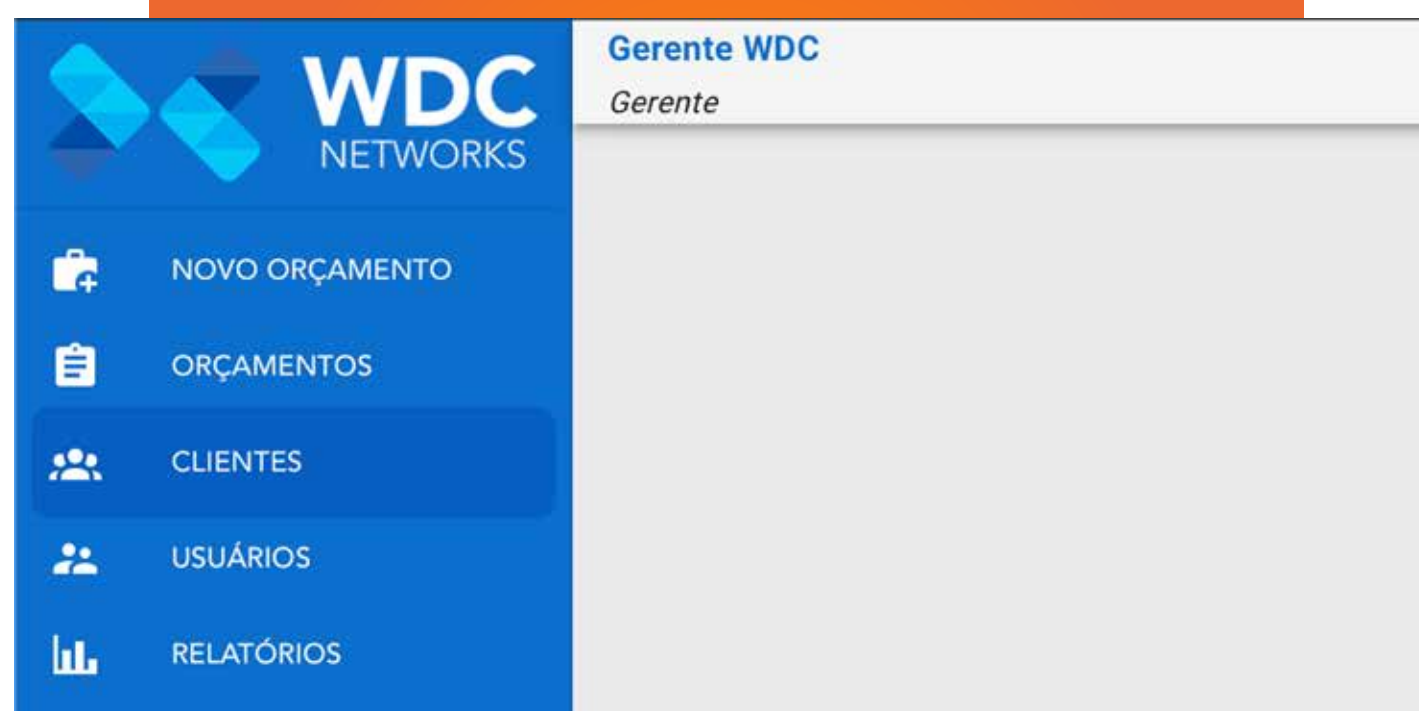 WDC
NETWORKS
Gerente WDC
Gerente
NOVO ORÇAMENTO
ORÇAMENTOS
CLIENTES
USUÁRIOS
RELATÓRIOS